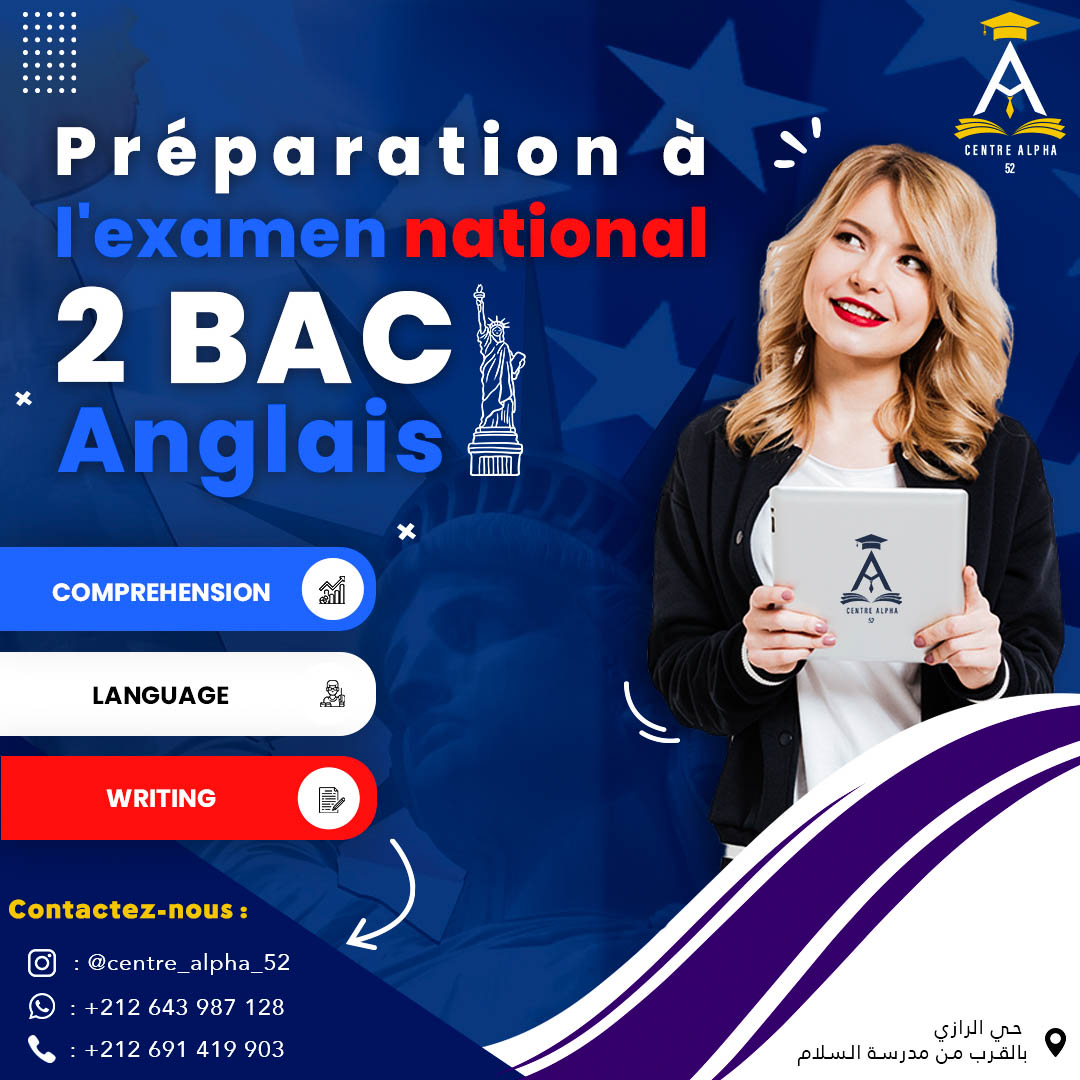 CENTRE ALPHA
52
Préparation à
l'examen national
2 BAC
Anglais
COMPREHENSION
LANGUAGE
WRITING
CENTRE ALPHA
52
Contactez-nous :
: @centre_alpha_52
: +212 643 987 128
: +212 691 419 903
حي الرازي
بالقرب من مدرسة السلام